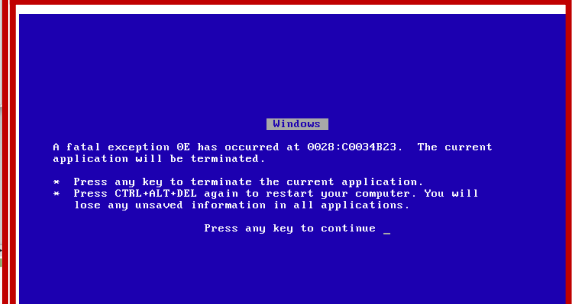 Windows
A fatal exception 0E has occurred at 0028:C0034B23. The current
application will be terminated.
* Press any key to terminate the current application.
* Press CTRL+ALT+DEL again to restart your computer. You will
lose any unsaved information in all applications.
Press any key to continue _